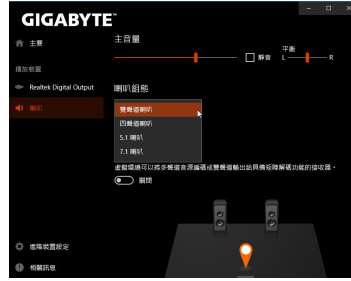 GIGABYTE™
主要
主音量
靜音
平衡
L
R
播放裝置
Realtek Digital Output
喇叭
喇叭組態
雙聲道喇叭
四聲道喇叭
5.1 喇叭
7.1 喇叭
虛擬環繞可以將多聲道音源編碼成雙聲道輸出給具備矩陣解碼功能的接收器。
關閉
進階裝置設定
相關訊息